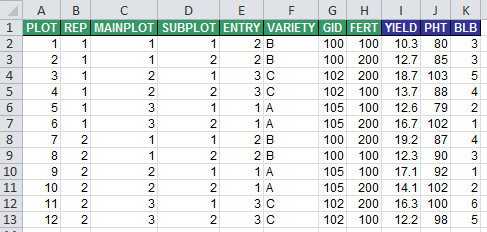 A B C D E F G H I J K
1 PLOT REP MAINPLOT SUBPLOT ENTRY VARIETY GID FERT YIELD PHT BLB
2 1 1 1 1 2 B 100 100 10.3 80 3
3 2 1 1 2 2 B 100 200 12.7 85 3
4 3 1 2 1 3 C 102 200 18.7 103 5
5 4 1 2 2 3 C 102 100 13.7 88 4
6 5 1 3 1 1 A 105 100 12.6 79 2
7 6 1 3 2 1 A 105 200 16.7 102 1
8 7 2 1 1 2 B 100 200 19.2 87 4
9 8 2 1 2 2 B 100 100 12.3 90 3
10 9 2 2 1 1 A 105 100 17.1 92 1
11 10 2 2 2 1 A 105 200 14.1 102 2
12 11 2 3 1 3 C 102 200 16.3 100 6
13 12 2 3 2 3 C 102 100 12.2 98 5